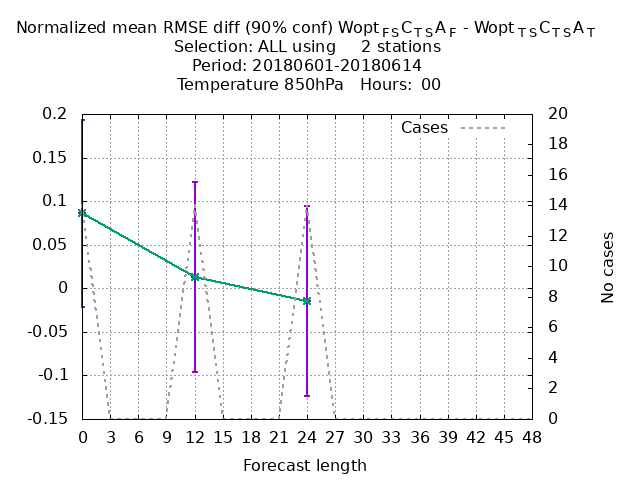 Normalized mean RMSE diff (90% conf) Wopt FS C TS A F - Wopt TS C TS A T
Selection: ALL using 2 stations
Period: 20180601-20180614
Temperature 850hPa Hours: 00
Cases
0.2
0.15
0.1
0.05
0
-0.05
-0.1
-0.15
20
18
16
14
12
10
8
6
4
2
0
No cases
0 3 6 9 12 15 18 21 24 27 30 33 36 39 42 45 48
Forecast length